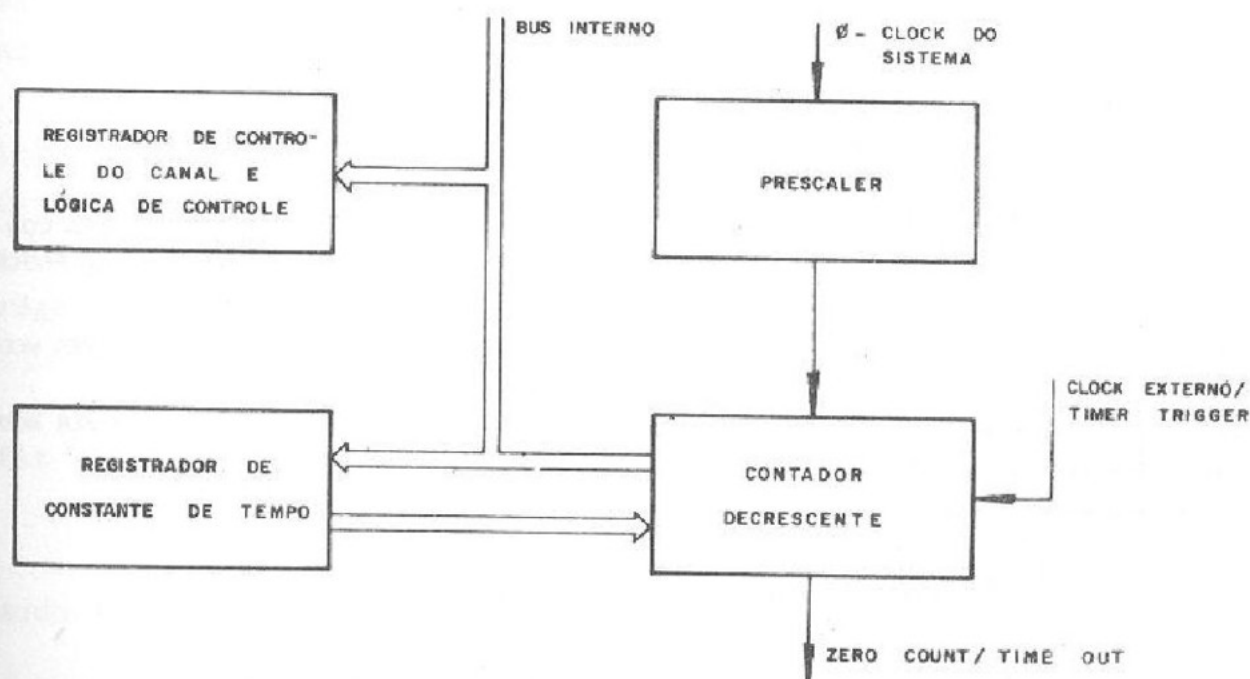 BUS INTERNO
Ø - CLOCK DO
SISTEMA
REGISTRADOR DE CONTRO-
LE DO CANAL E
LÓGICA DE CONTROLE
PRESCALER
CLOCK EXTERNO/
TIMER TRIGGER
REGISTRADOR DE
CONSTANTE DE TEMPO
CONTADOR
DECRESCENTE
ZERO COUNT/ TIME OUT